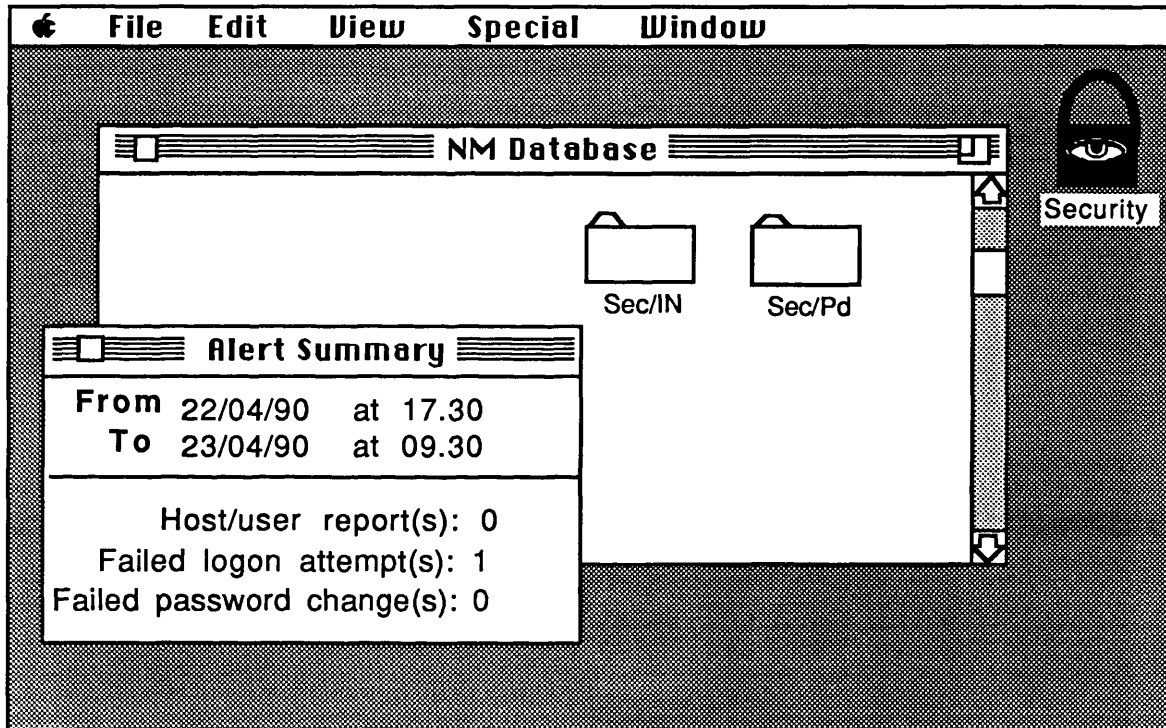 File Edit View Special Window
NM Database
Security
Sec/IN Sec/Pd
Alert Summary
From 22/04/90 at 17.30
To 23/04/90 at 09.30
Host/user report(s): 0
Failed logon attempt(s): 1
Failed password change(s): 0